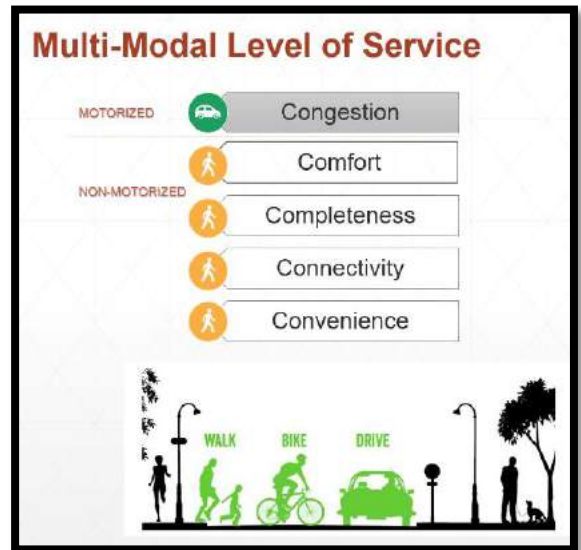 Multi-Modal Level of Service
MOTORIZED
Congestion
Comfort
NON-MOTORIZED
Completeness
Connectivity
Convenience
WALK BIKE DRIVE